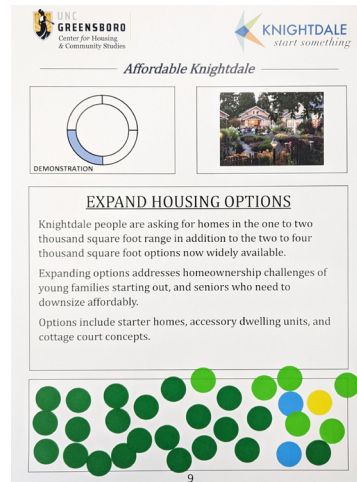 UNC
GREENSBORO
Center for Housing
& Community Studies
KNIGHTDALE
start something
Affordable Knightdale
DEMONSTRATION
EXPAND HOUSING OPTIONS
Knightdale people are asking for homes in the one to two
thousand square foot range in addition to the two to four
thousand square foot options now widely available.
Expanding options addresses homeownership challenges of
young families starting out, and seniors who need to
downsize affordably.
Options include starter homes, accessory dwelling units, and
cottage court concepts.
9